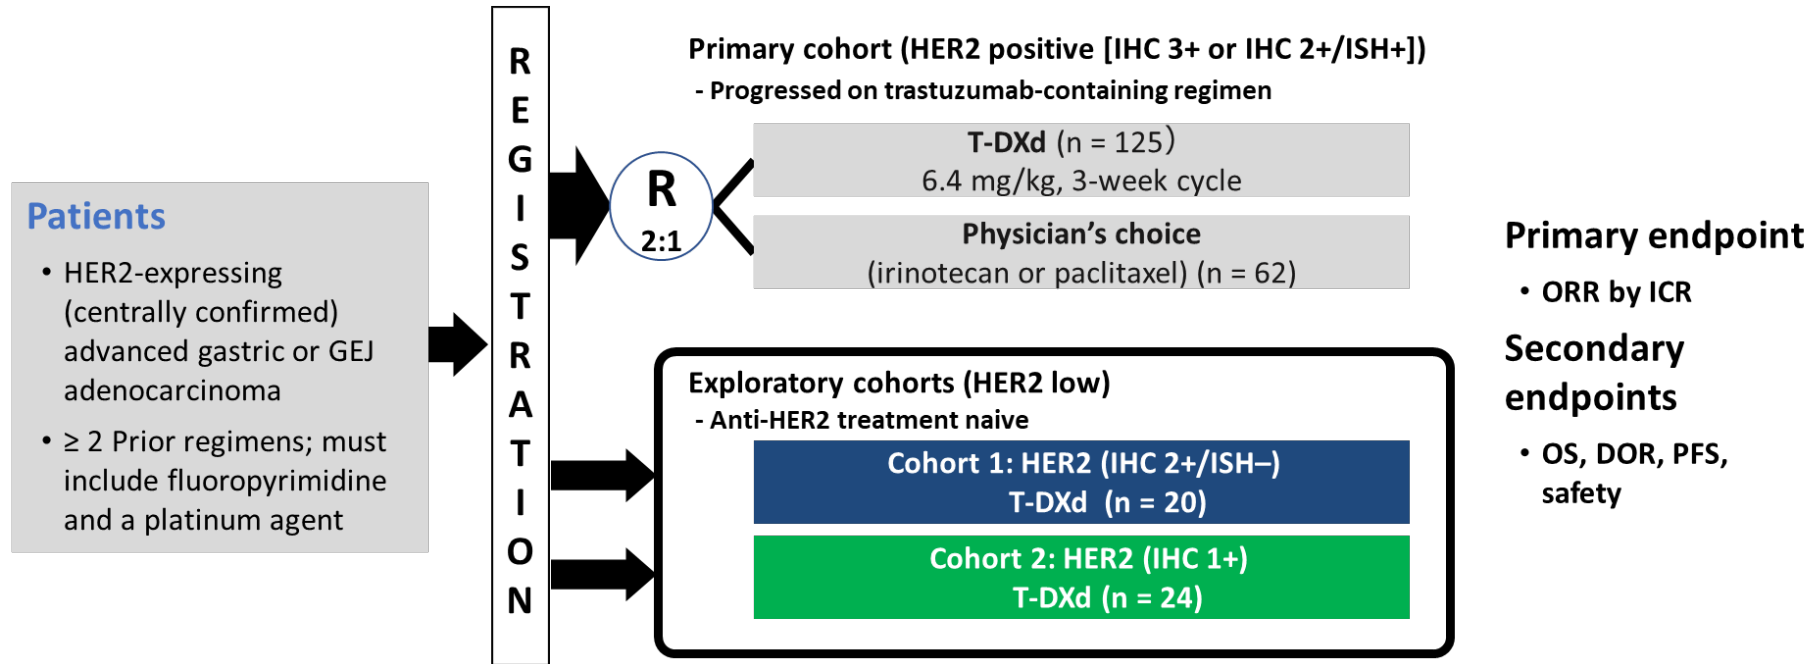 Patients
• HER2-expressing
(centrally confirmed)
advanced gastric or GEJ
adenocarcinoma
• ≥ 2 Prior regimens; must
include fluoropyrimidine
and a platinum agent
REGISTRATION
Primary cohort (HER2 positive [IHC 3+ or IHC 2+/ISH+])
- Progressed on trastuzumab-containing regimen
R
2:1
T-DXd (n = 125)
6.4 mg/kg, 3-week cycle
Physician’s choice
(irinotecan or paclitaxel) (n = 62)
Exploratory cohorts (HER2 low)
- Anti-HER2 treatment naive
Cohort 1: HER2 (IHC 2+/ISH–)
T-DXd (n = 20)
Cohort 2: HER2 (IHC 1+)
T-DXd (n = 24)
Primary endpoint
• ORR by ICR
Secondary
endpoints
• OS, DOR, PFS,
safety